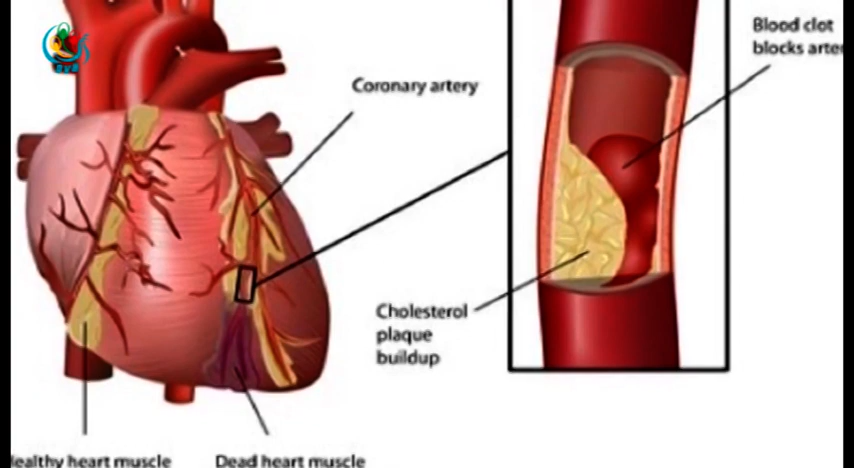 Blood clot
blocks arter
Coronary artery
Cholesterol
plaque
buildup
ealthy heart muscle
Dead heart muscle